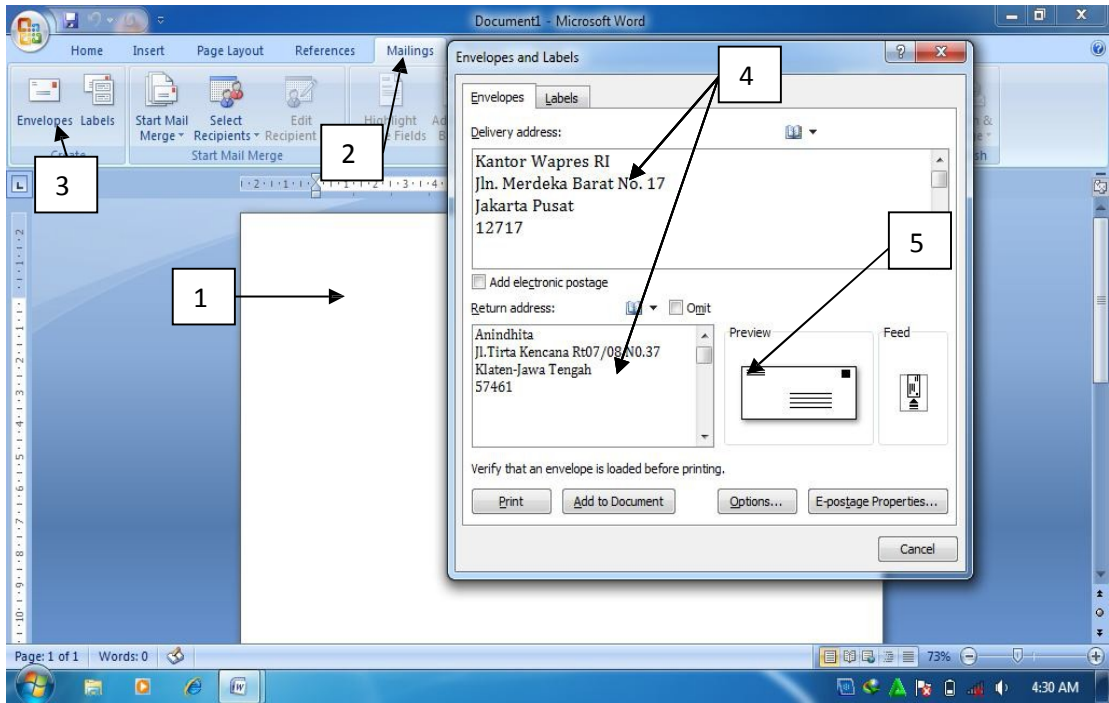 Document1 - Microsoft Word
Home Insert Page Layout References Mailings
Envelopes Labels Start Mail Merge Select Recipients Edit Recipient Highlight Fields
Create Start Mail Merge
2
3
1
Envelopes and Labels
4
Envelopes Labels
Delivery address:
Kantor Wapres RI
Jln. Merdeka Barat No. 17
Jakarta Pusat
12717
5
Add electronic postage
Return address: Omit
Anindhita
Jl.Tirta Kencana Rt07/08 N0.37
Klaten-Jawa Tengah
57461
Preview Feed
Verify that an envelope is loaded before printing.
Print Add to Document Options... E-postage Properties...
Cancel
Page: 1 of 1 Words: 0 73%
4:30 AM